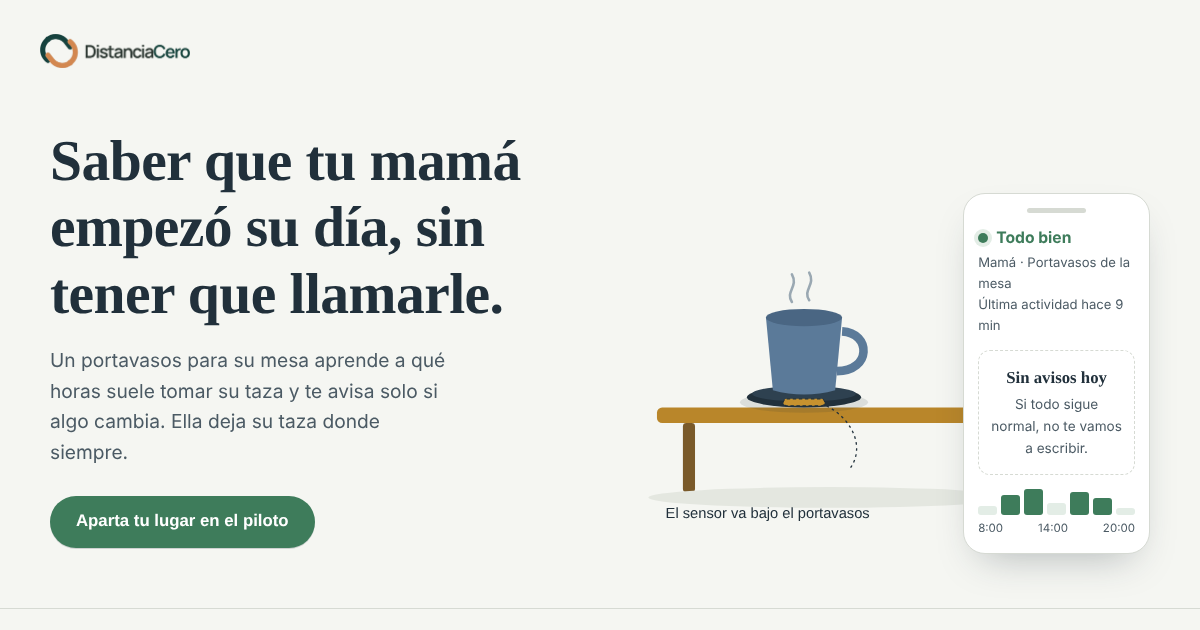 DistanciaCero
Saber que tu mamá
empezó su día, sin
tener que llamarle.
Un portavasos para su mesa aprende a qué
horas suele tomar su taza y te avisa solo si
algo cambia. Ella deja su taza donde
siempre.
Aparta tu lugar en el piloto
El sensor va bajo el portavasos
Todo bien
Mamá · Portavasos de la
mesa
Última actividad hace 9
min
Sin avisos hoy
Si todo sigue
normal, no te vamos
a escribir.
8:00 14:00 20:00